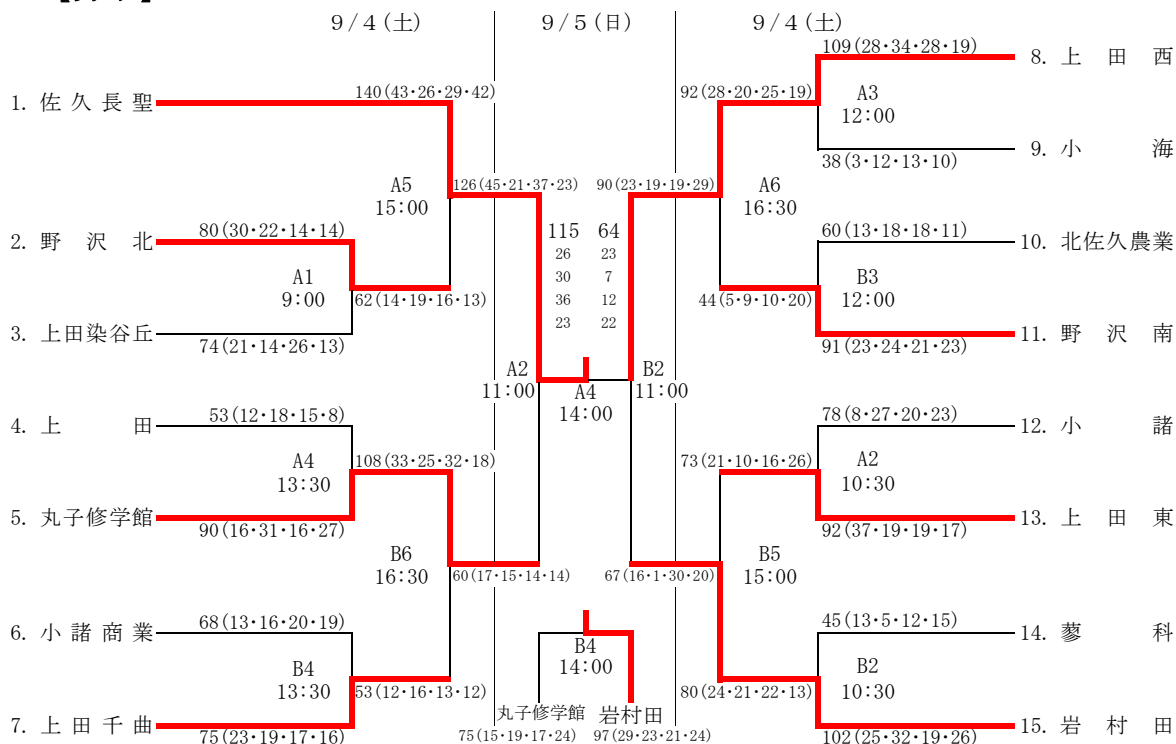 9/4(土)
9/5(日)
9/4(土)
1. 佐久長聖
140(43・26・29・42)
A5
15:00
2. 野沢北
80(30・22・14・14)
A1
9:00
62(14・19・16・13)
3. 上田染谷丘
74(21・14・26・13)
126(45・21・37・23)
4. 上田
53(12・18・15・8)
A4
13:30
108(33・25・32・18)
5. 丸子修学館
90(16・31・16・27)
B6
16:30
60(17・15・14・14)
6. 小諸商業
68(13・16・20・19)
B4
13:30
53(12・16・13・12)
7. 上田千曲
75(23・19・17・16)
115 64
26 23
30 7
36 12
23 22
A2
11:00
A4
14:00
B2
11:00
B4
14:00
丸子修学館 岩村田
75(15・19・17・24) 97(29・23・21・24)
109(28・34・28・19)
8. 上田西
92(28・20・25・19)
A3
12:00
38(3・12・13・10)
9. 小海
90(23・19・19・29)
A6
16:30
60(13・18・18・11)
10. 北佐久農業
B3
12:00
44(5・9・10・20)
91(23・24・21・23)
11. 野沢南
78(8・27・20・23)
12. 小諸
73(21・10・16・26)
A2
10:30
92(37・19・19・17)
13. 上田東
B5
15:00
67(16・1・30・20)
45(13・5・12・15)
14. 蓼科
B2
10:30
80(24・21・22・13)
102(25・32・19・26)
15. 岩村田